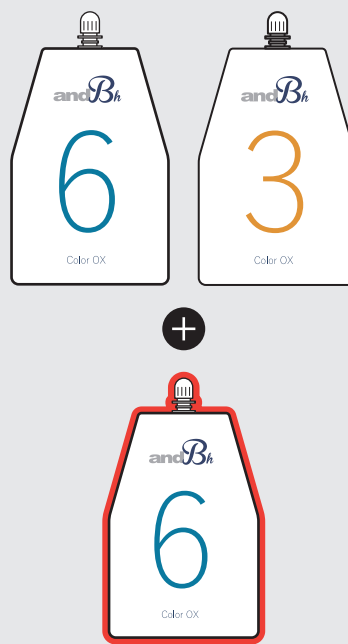 andBh
6
Color OX
andBh
3
Color OX
+
andBh
6
Color OX